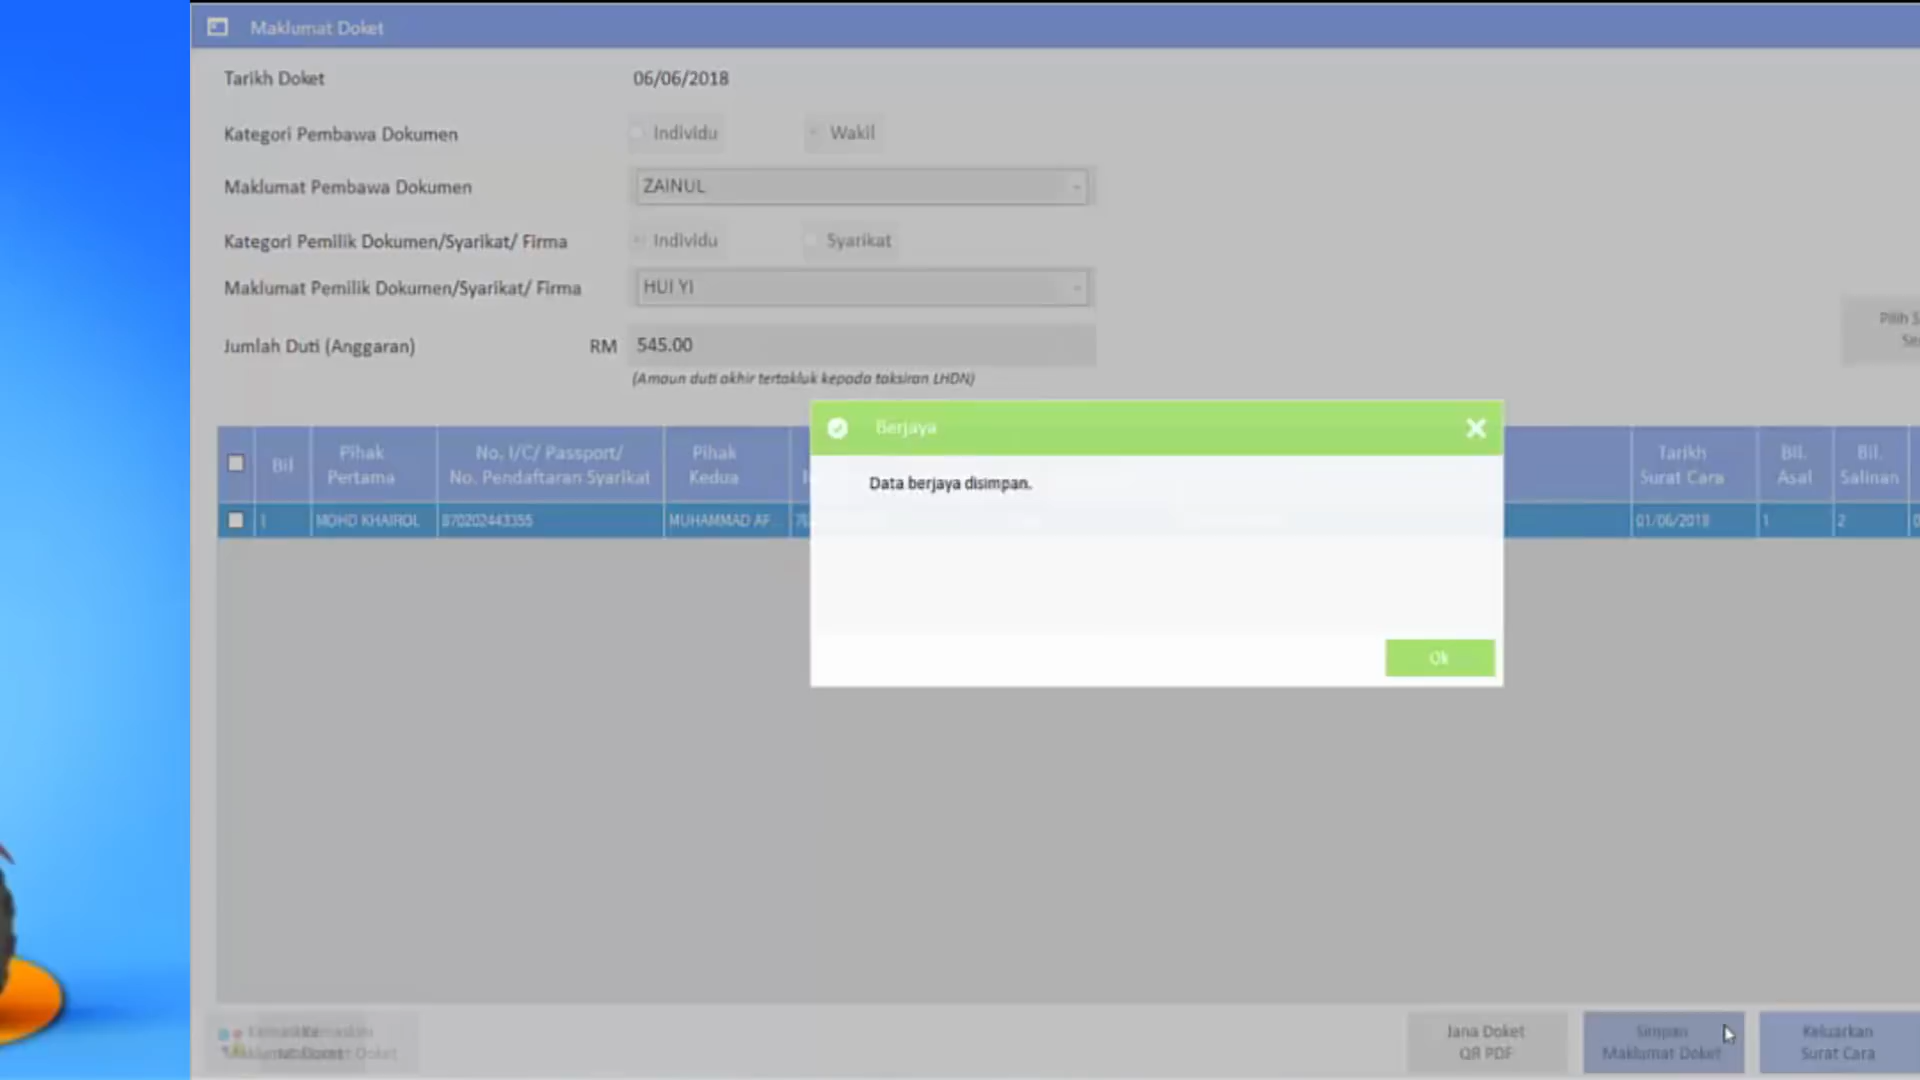 Maklumat Doket
Tarikh Doket 06/06/2018
Kategori Pembawa Dokumen Individu Wakil
Maklumat Pembawa Dokumen ZAINUL
Kategori Pemilik Dokumen/Syarikat/ Firma Individu Syarikat
Maklumat Pemilik Dokumen/Syarikat/ Firma HUI YI
Pilih
Jumlah Duti (Anggaran) RM 545.00
(Amaun duti akhir tertakluk kepada taksiran LHDN)
Berjaya
Data berjaya disimpan.
Ok
Bil
Pihak
Pertama
No. I/C/ Passport/
No. Pendaftaran Syarikat
Pihak
Kedua
Tarikh
Surat Cara
Bil.
Asal
Bil.
Salinan
1 MOHD KHAIROL 870202443355 MUHAMMAD AF 01/06/2018 1 2
Jana Doket
QR PDF
Simpan
Maklumat Doket
Keluarkan
Surat Cara